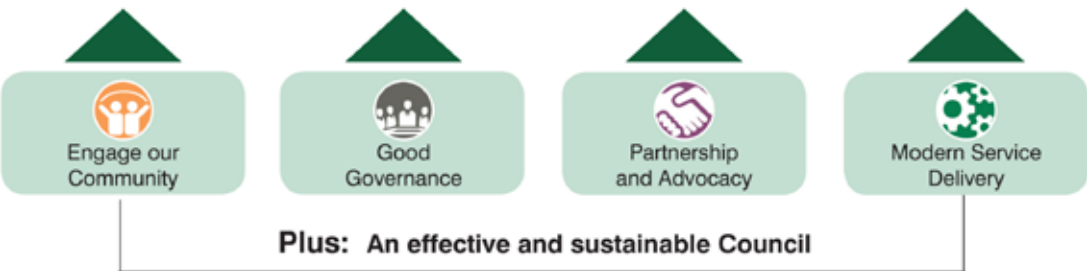 Engage our
Community
Good
Governance
Partnership
and Advocacy
Modern Service
Delivery
Plus: An effective and sustainable Council